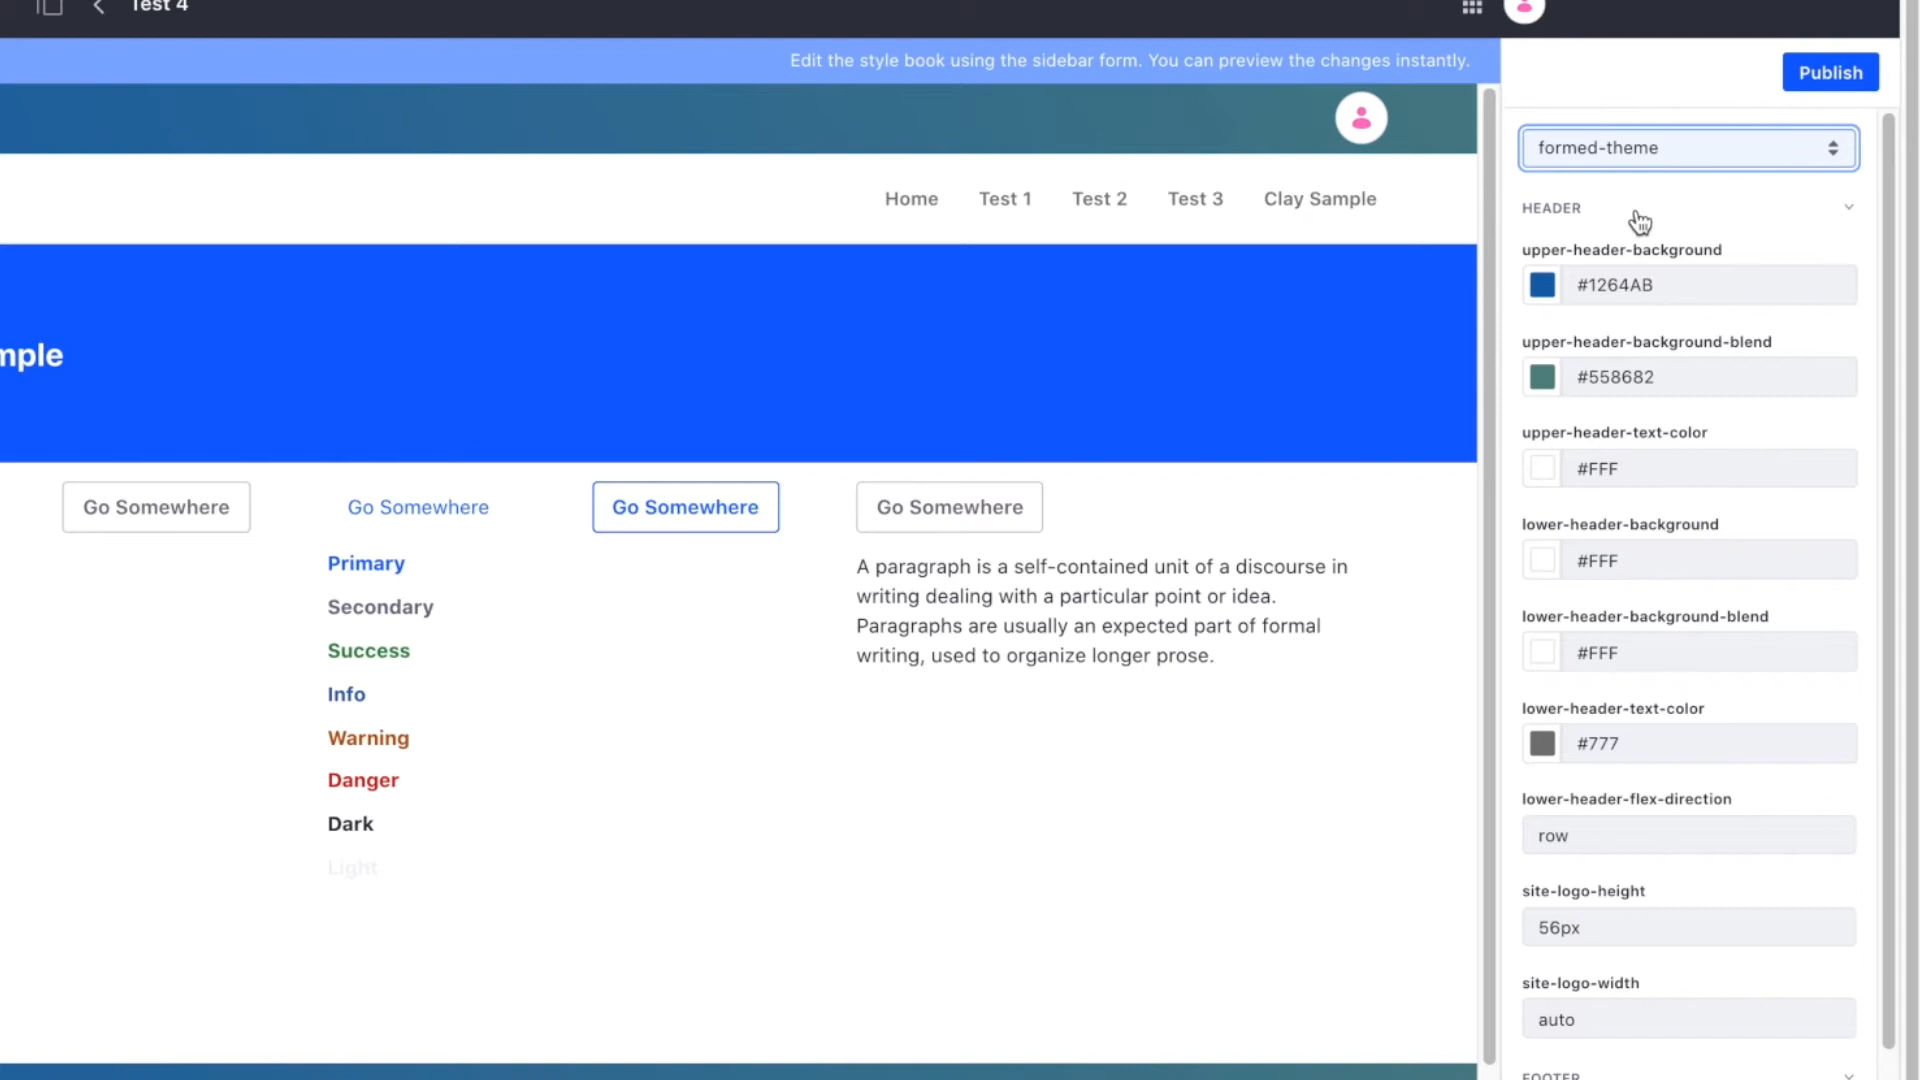 Test 4
Edit the style book using the sidebar form. You can preview the changes instantly.
Publish
Home Test 1 Test 2 Test 3 Clay Sample
mple
Go Somewhere Go Somewhere Go Somewhere Go Somewhere
Primary
Secondary
Success
Info
Warning
Danger
Dark
Light
A paragraph is a self-contained unit of a discourse in
writing dealing with a particular point or idea.
Paragraphs are usually an expected part of formal
writing, used to organize longer prose.
formed-theme
HEADER
upper-header-background
#1264AB
upper-header-background-blend
#558682
upper-header-text-color
#FFF
lower-header-background
#FFF
lower-header-background-blend
#FFF
lower-header-text-color
#777
lower-header-flex-direction
row
site-logo-height
56px
site-logo-width
auto
FOOTER